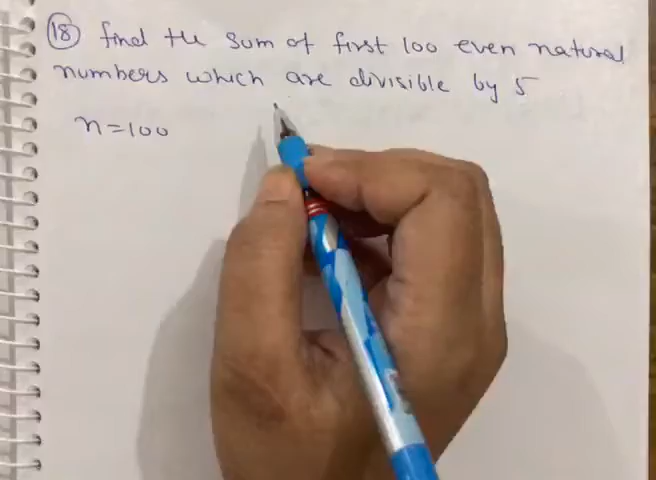 18 find the sum of first 100 even natural
numbers which are divisible by 5
n=100